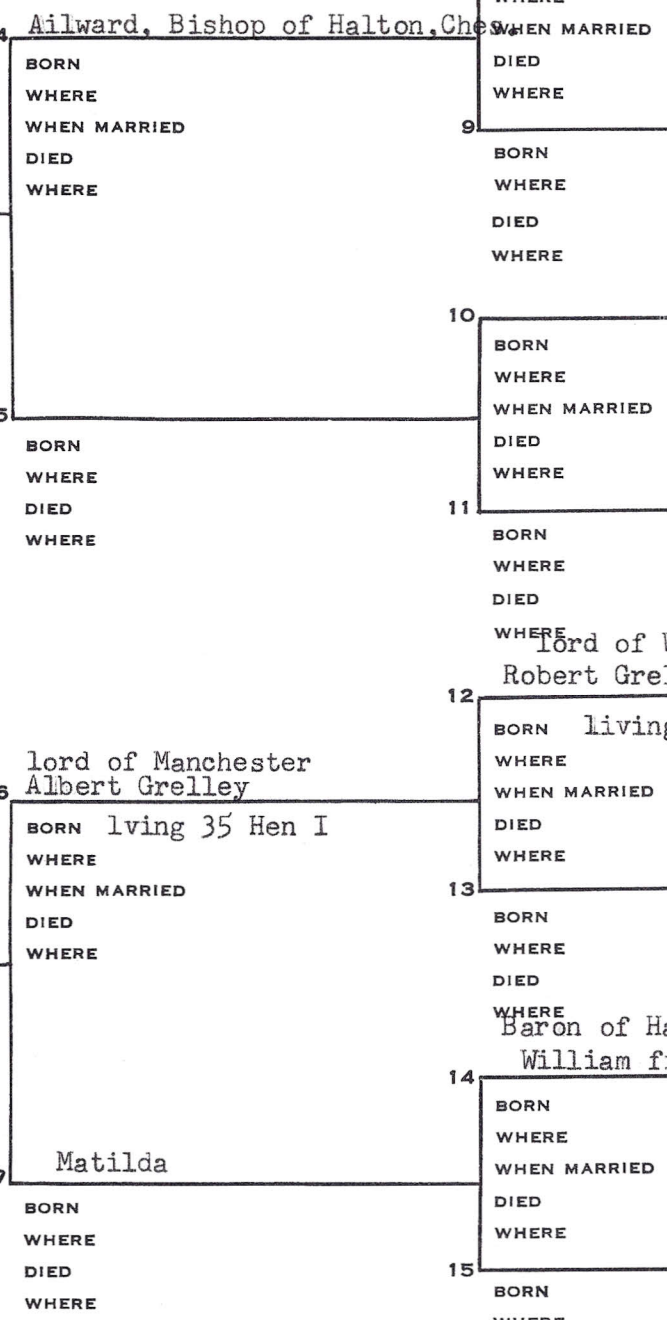 4 Ailward, Bishop of Halton,Ches.
BORN
WHERE
WHEN MARRIED
DIED
WHERE
5
BORN
WHERE
DIED
WHERE
lord of Manchester
6 Albert Grelley
BORN lving 35 Hen I
WHERE
WHEN MARRIED
DIED
WHERE
7 Matilda
BORN
WHERE
DIED
WHERE
WHERE
WHEN MARRIED
DIED
WHERE
9
BORN
WHERE
DIED
WHERE
10
BORN
WHERE
WHEN MARRIED
DIED
WHERE
11
BORN
WHERE
DIED
WHERE
lord of
12 Robert Grel
BORN living
WHERE
WHEN MARRIED
DIED
WHERE
13
BORN
WHERE
DIED
WHERE
Baron of Ha
14 William fi
BORN
WHERE
WHEN MARRIED
DIED
WHERE
15
BORN
WHERE